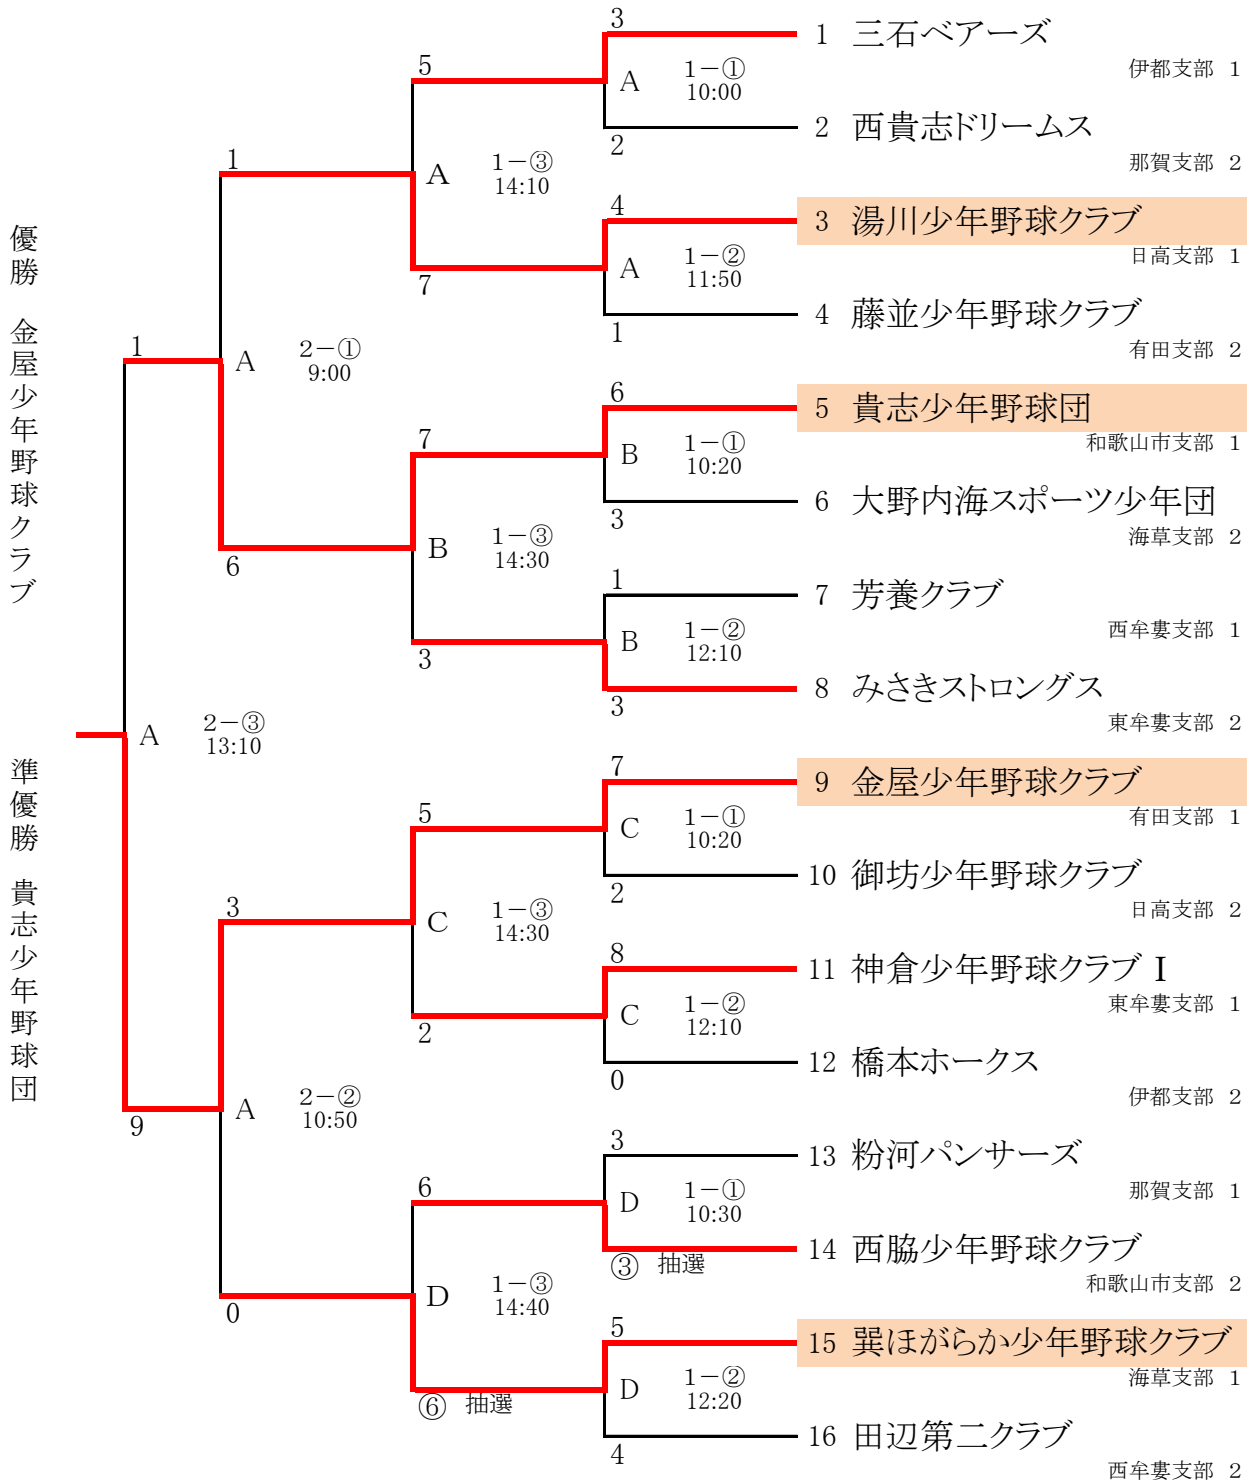 優勝 金屋少年野球クラブ
準優勝 貴志少年野球団
3
1 三石ベアーズ
伊都支部 1
A 1-① 10:00
2
2 西貴志ドリームス
那賀支部 2
5
A 1-③ 14:10
7
4
3 湯川少年野球クラブ
日高支部 1
A 1-② 11:50
1
4 藤並少年野球クラブ
有田支部 2
1
A 2-① 9:00
6
6
5 貴志少年野球団
和歌山市支部 1
B 1-① 10:20
3
6 大野内海スポーツ少年団
海草支部 2
7
B 1-③ 14:30
3
1
7 芳養クラブ
西牟婁支部 1
B 1-② 12:10
3
8 みさきストロングス
東牟婁支部 2
1
A 2-③ 13:10
9
7
9 金屋少年野球クラブ
有田支部 1
C 1-① 10:20
2
10 御坊少年野球クラブ
日高支部 2
5
C 1-③ 14:30
2
8
11 神倉少年野球クラブ I
東牟婁支部 1
C 1-② 12:10
0
12 橋本ホークス
伊都支部 2
3
A 2-② 10:50
0
3
13 粉河パンサーズ
那賀支部 1
D 1-① 10:30
③ 抽選
14 西脇少年野球クラブ
和歌山市支部 2
6
D 1-③ 14:40
⑥ 抽選
5
15 巽ほがらか少年野球クラブ
海草支部 1
D 1-② 12:20
4
16 田辺第二クラブ
西牟婁支部 2